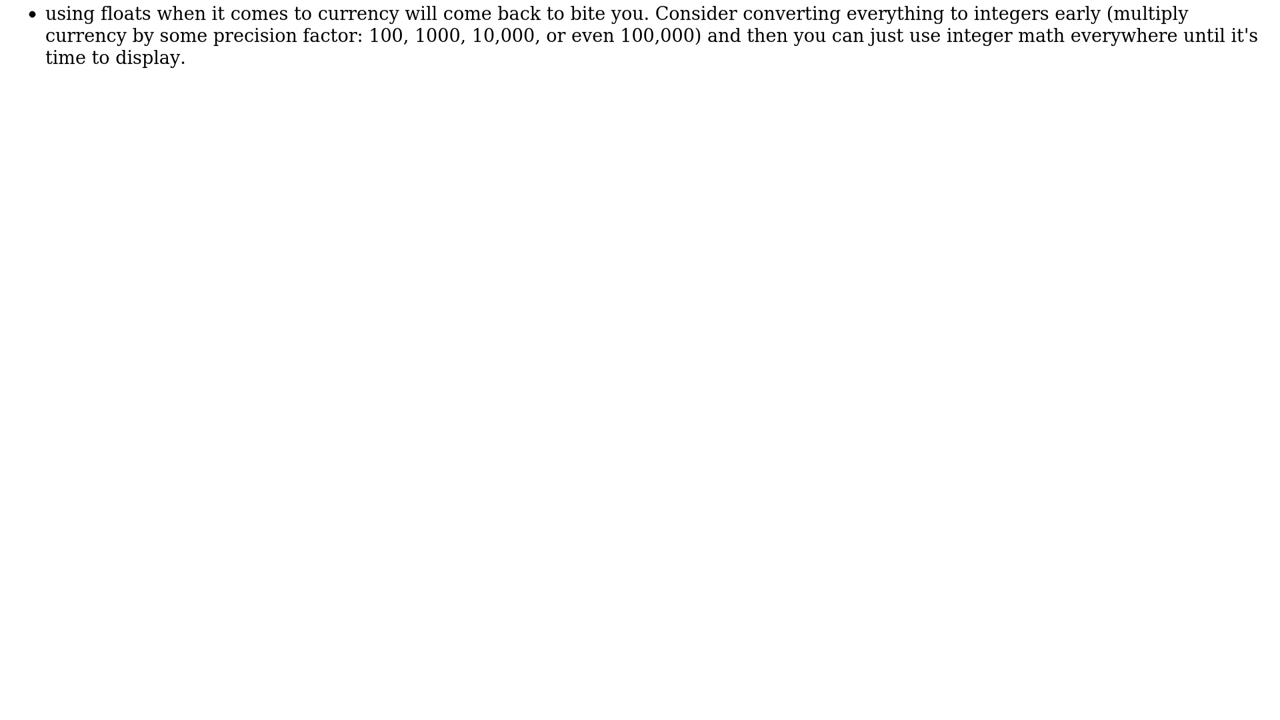 • using floats when it comes to currency will come back to bite you. Consider converting everything to integers early (multiply
currency by some precision factor: 100, 1000, 10,000, or even 100,000) and then you can just use integer math everywhere until it's
time to display.